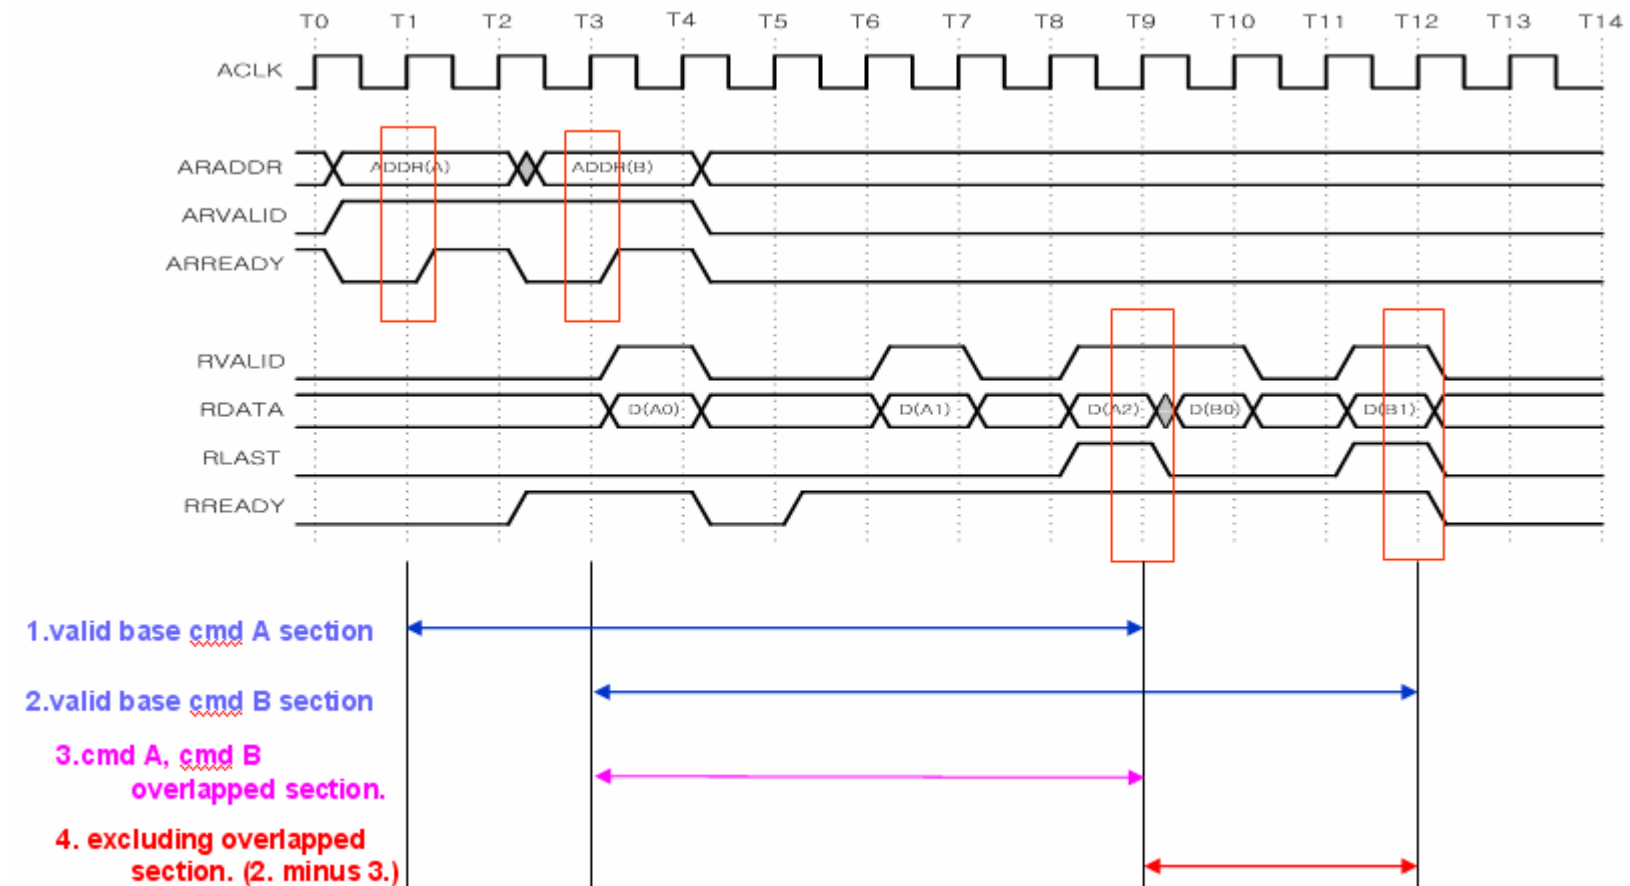 T0 T1 T2 T3 T4 T5 T6 T7 T8 T9 T10 T11 T12 T13 T14
ACLK
ARADDR ADDR(A) ADDR(B)
ARVALID
ARREADY
RVALID
RDATA D(A0) D(A1) D(A2) D(B0) D(B1)
RLAST
RREADY
1.valid base cmd A section
2.valid base cmd B section
3.cmd A, cmd B
overlapped section.
4. excluding overlapped
section. (2. minus 3.)